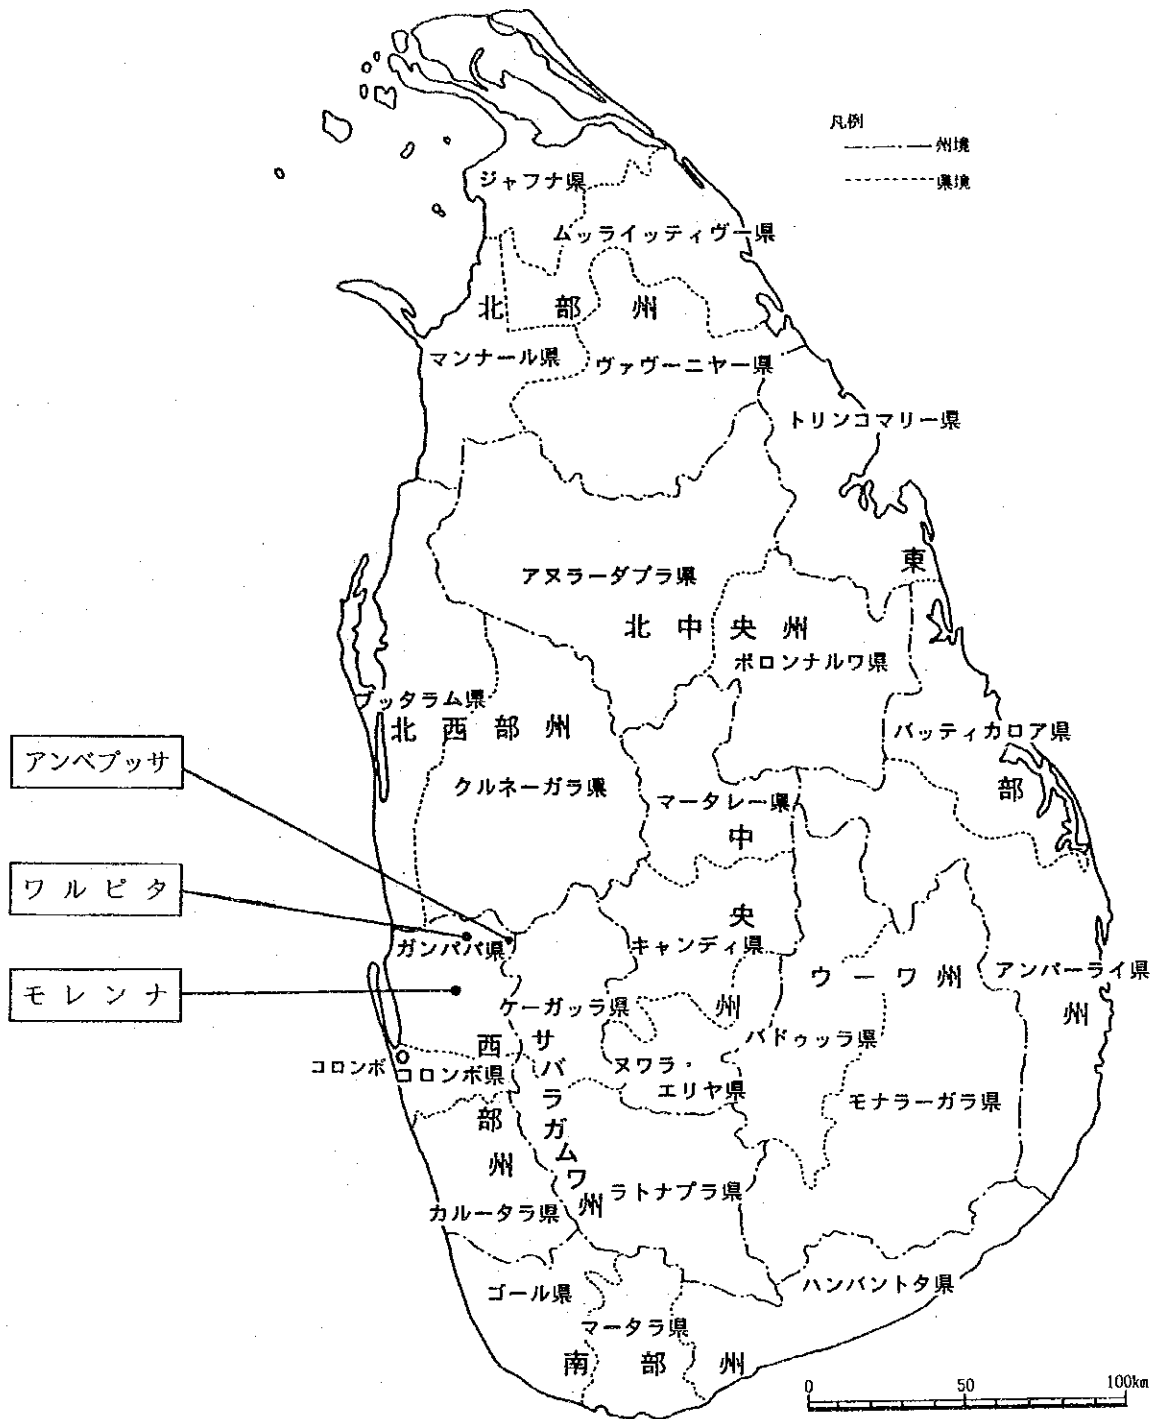 凡例
州境
県境
ジャフナ県
ムッライッティヴー県
北部州
マンナール県
ヴァヴーニヤー県
トリンコマリー県
アヌラーダプラ県
北中央州
ポロンナルワ県
東部州
プッタラム県
北西部州
バッティカロア県
アンベプッサ
クルネーガラ県
マータレー県
中央州
ワルピタ
ガンパハ県
キャンディ県
ウーワ州
アンパーライ県
モレンナ
ケーガッラ県
西部州
サバラガムワ州
コロンボ
コロンボ県
ヌワラ・
エリヤ県
バドゥッラ県
モナラーガラ県
カルータラ県
ラトナプラ県
ゴール県
ハンバントタ県
マータラ県
南部州
0 50 100km